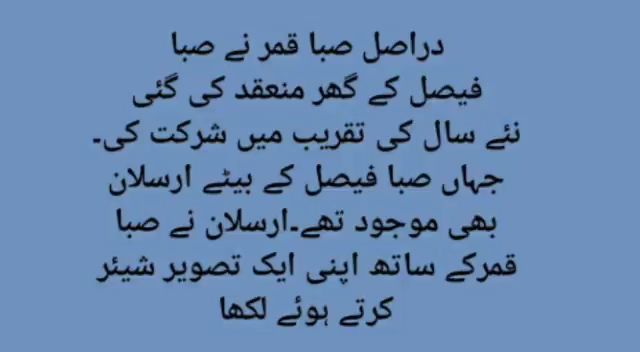 دراصل صبا قمر نے صبا
فیصل کے گھر منعقد کی گئی
نئے سال کی تقریب میں شرکت کی۔
جہاں صبا فیصل کے بیٹے ارسلان
بھی موجود تھے۔ارسلان نے صبا
قمرکے ساتھ اپنی ایک تصویر شیئر
کرتے ہوئے لکھا